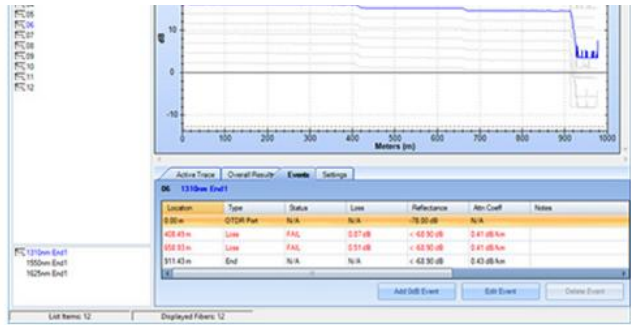 05
06
07
08
09
10
11
12
dB
10
0
-10
0 100 200 300 400 500 600 700 800 900 1000
Meters (m)
Active Trace Overall Results Events Settings
06 1310nm End1
Location Type Status Loss Reflectance Attn Coeff Notes
0.00 m OTDR Port N/A N/A -78.00 dB N/A
408.49 m Loss FAIL 0.87 dB < -68.90 dB 0.41 dB/km
658.93 m Loss FAIL 0.51 dB < -68.90 dB 0.41 dB/km
911.43 m End N/A N/A < -63.90 dB 0.43 dB/km
1310nm End1
1550nm End1
1625nm End1
Add 0dB Event Edit Event Delete Event
List Items: 12 Displayed Fibers: 12